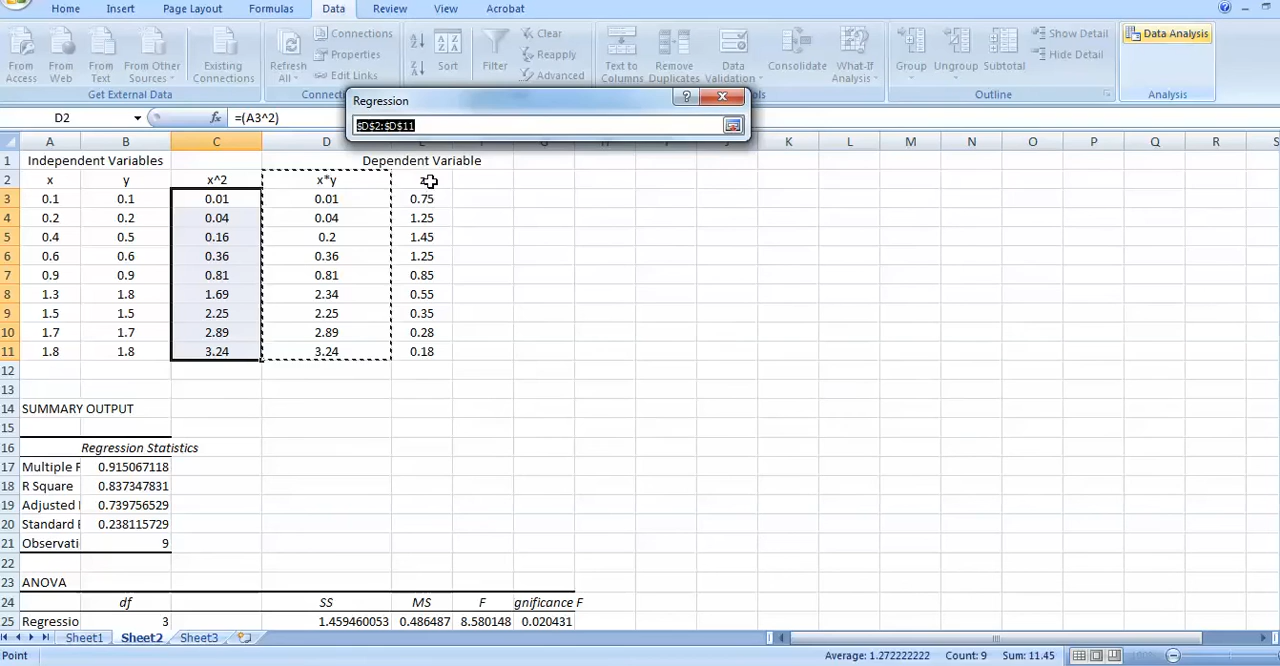 Home Insert Page Layout Formulas Data Review View Acrobat
From Access From Web From Text From Other Sources Existing Connections Refresh All Connections Properties Edit Links Sort Filter Clear Reapply Advanced Text to Columns Remove Duplicates Data Validation Consolidate What-If Analysis Group Ungroup Subtotal Show Detail Hide Detail Data Analysis
Get External Data Outline Analysis
Regression
$D$2:$D$11
D2 fx =(A3^2)
A B C D K L M N O P Q R S
1 Independent Variables Dependent Variable
2 x y x^2 x*y
3 0.1 0.1 0.01 0.01 0.75
4 0.2 0.2 0.04 0.04 1.25
5 0.4 0.5 0.16 0.2 1.45
6 0.6 0.6 0.36 0.36 1.25
7 0.9 0.9 0.81 0.81 0.85
8 1.3 1.8 1.69 2.34 0.55
9 1.5 1.5 2.25 2.25 0.35
10 1.7 1.7 2.89 2.89 0.28
11 1.8 1.8 3.24 3.24 0.18
12
13
14 SUMMARY OUTPUT
15
16 Regression Statistics
17 Multiple R 0.915067118
18 R Square 0.837347831
19 Adjusted 0.739756529
20 Standard E 0.238115729
21 Observati 9
22
23 ANOVA
24 df SS MS F gnificance F
25 Regressio 3 1.459460053 0.486487 8.580148 0.020431
Sheet1 Sheet2 Sheet3
Point Average: 1.272222222 Count: 9 Sum: 11.45